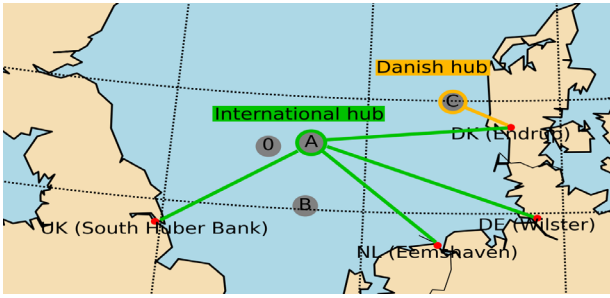 Danish hub
C
International hub
DK (Endrup)
0
A
B
UK (South Huber Bank)
DE (Wilster)
NL (Eemshaven)